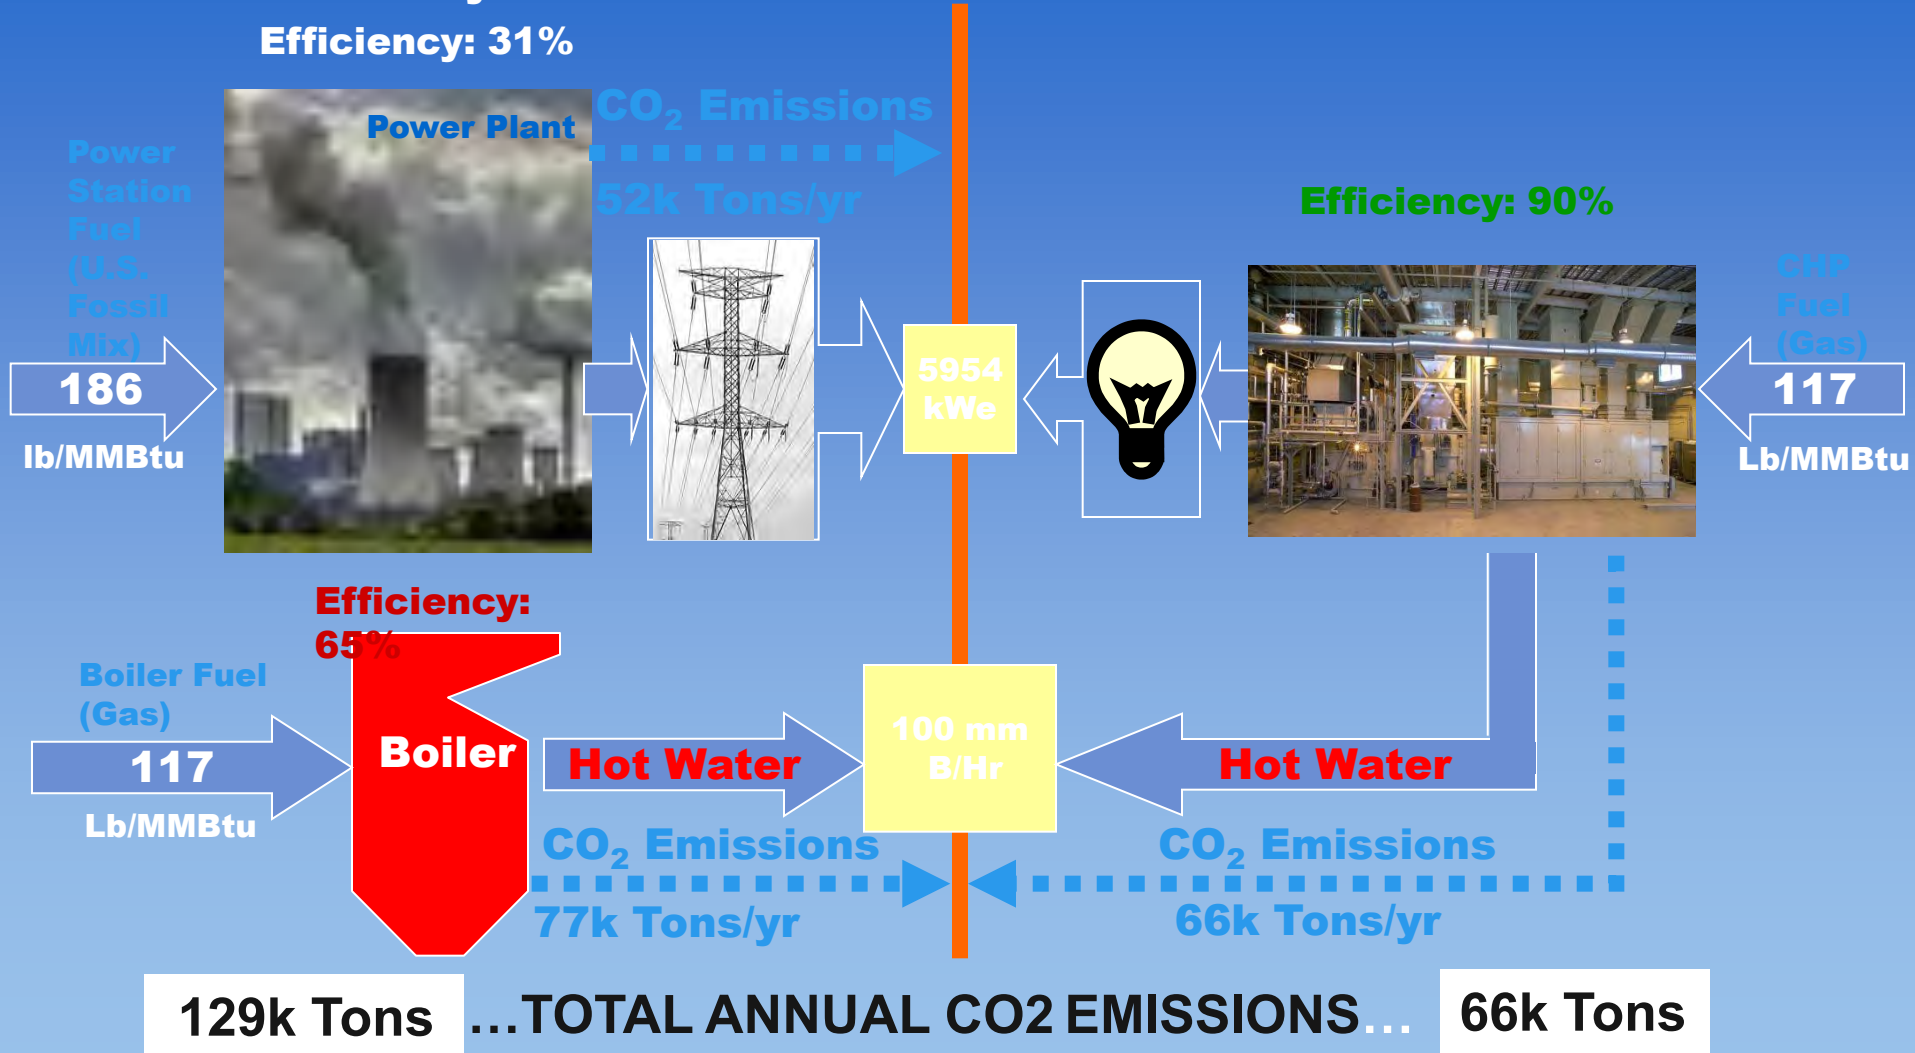 Efficiency: 31%
Power Plant
CO₂ Emissions
52k Tons/yr
Power
Station
Fuel
(U.S.
Fossil
Mix)
186
lb/MMBtu
5954
kWe
Efficiency: 90%
CHP
Fuel
(Gas)
117
Lb/MMBtu
Efficiency:
65%
Boiler Fuel
(Gas)
117
Lb/MMBtu
Boiler
Hot Water
100 mm
B/Hr
Hot Water
CO₂ Emissions
77k Tons/yr
CO₂ Emissions
66k Tons/yr
129k Tons ...TOTAL ANNUAL CO2 EMISSIONS... 66k Tons